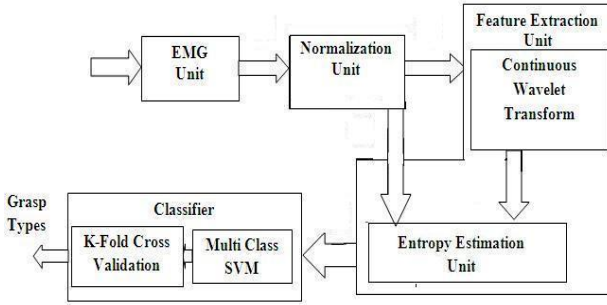 EMG
Unit
Normalization
Unit
Feature Extraction
Unit
Continuous
Wavelet
Transform
Entropy Estimation
Unit
Classifier
Multi Class
SVM
K-Fold Cross
Validation
Grasp
Types